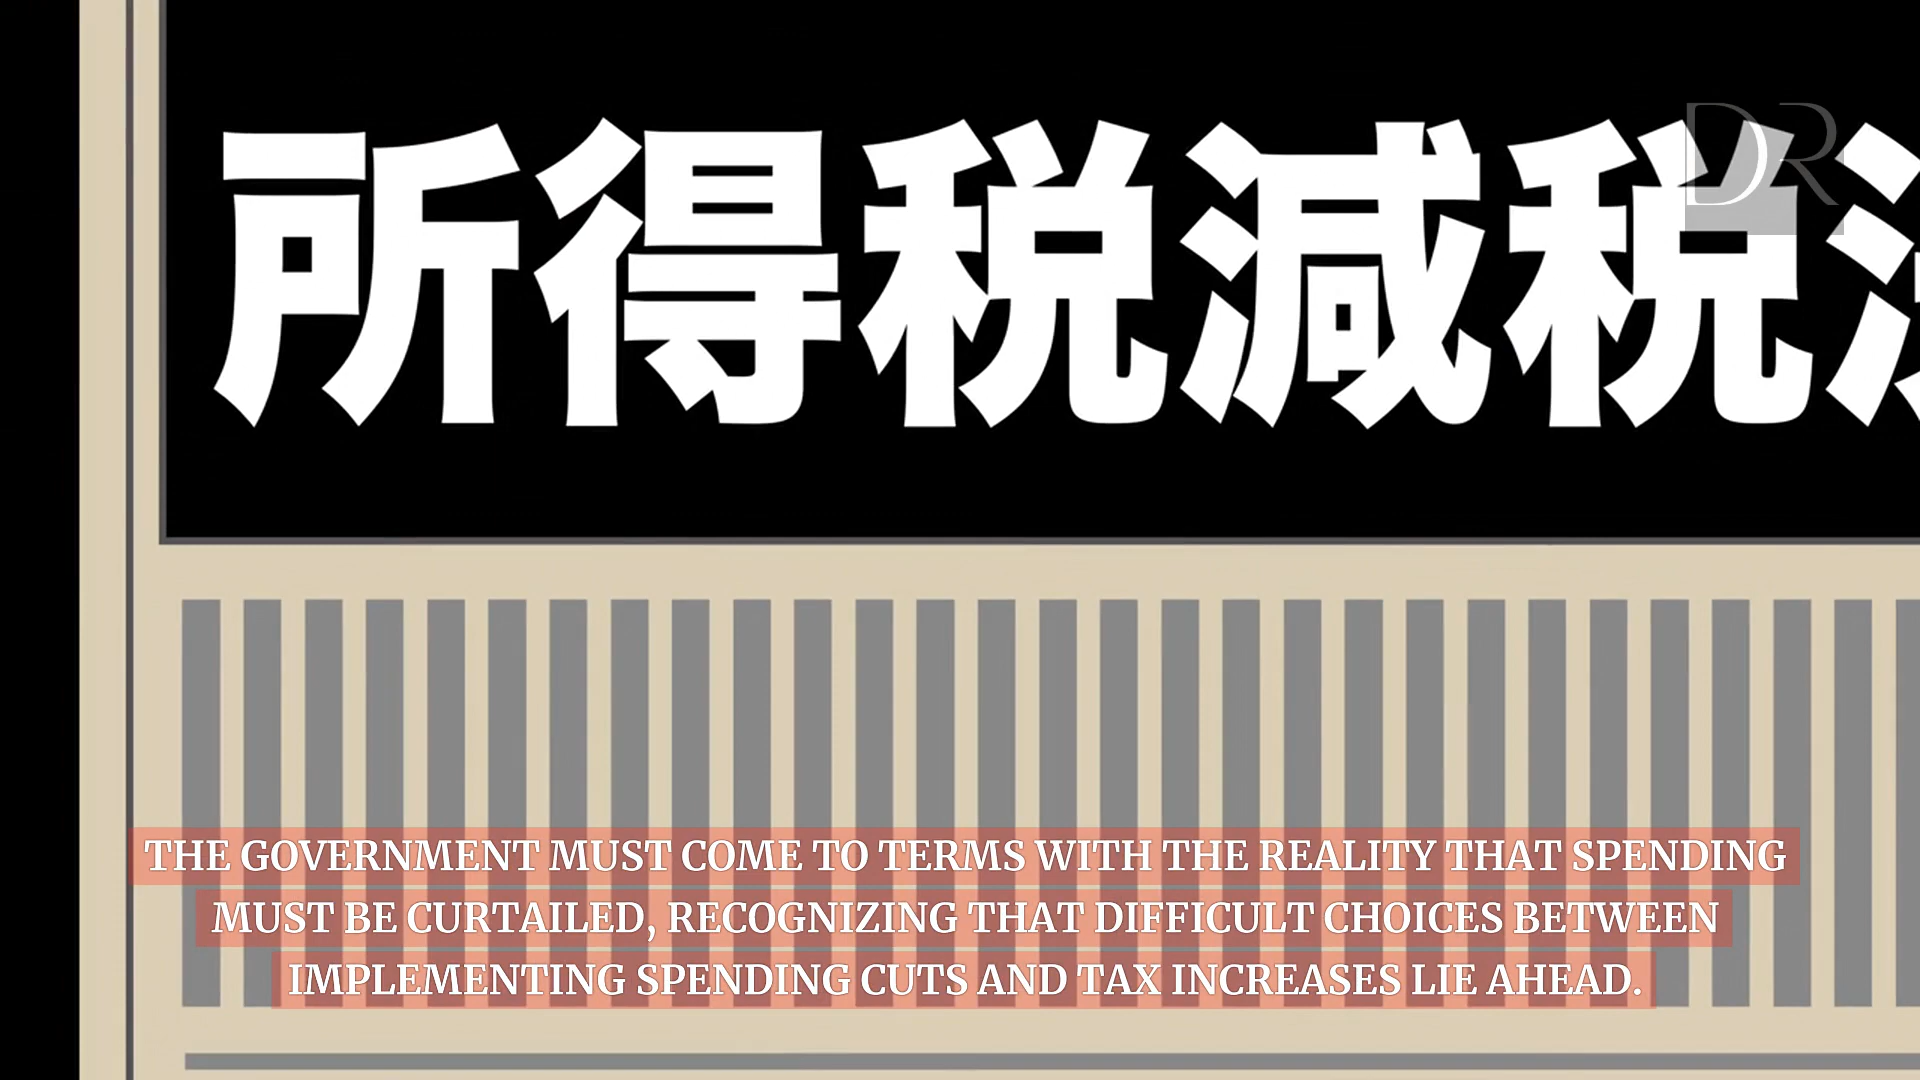 所得税減税
DR
THE GOVERNMENT MUST COME TO TERMS WITH THE REALITY THAT SPENDING
MUST BE CURTAILED, RECOGNIZING THAT DIFFICULT CHOICES BETWEEN
IMPLEMENTING SPENDING CUTS AND TAX INCREASES LIE AHEAD.